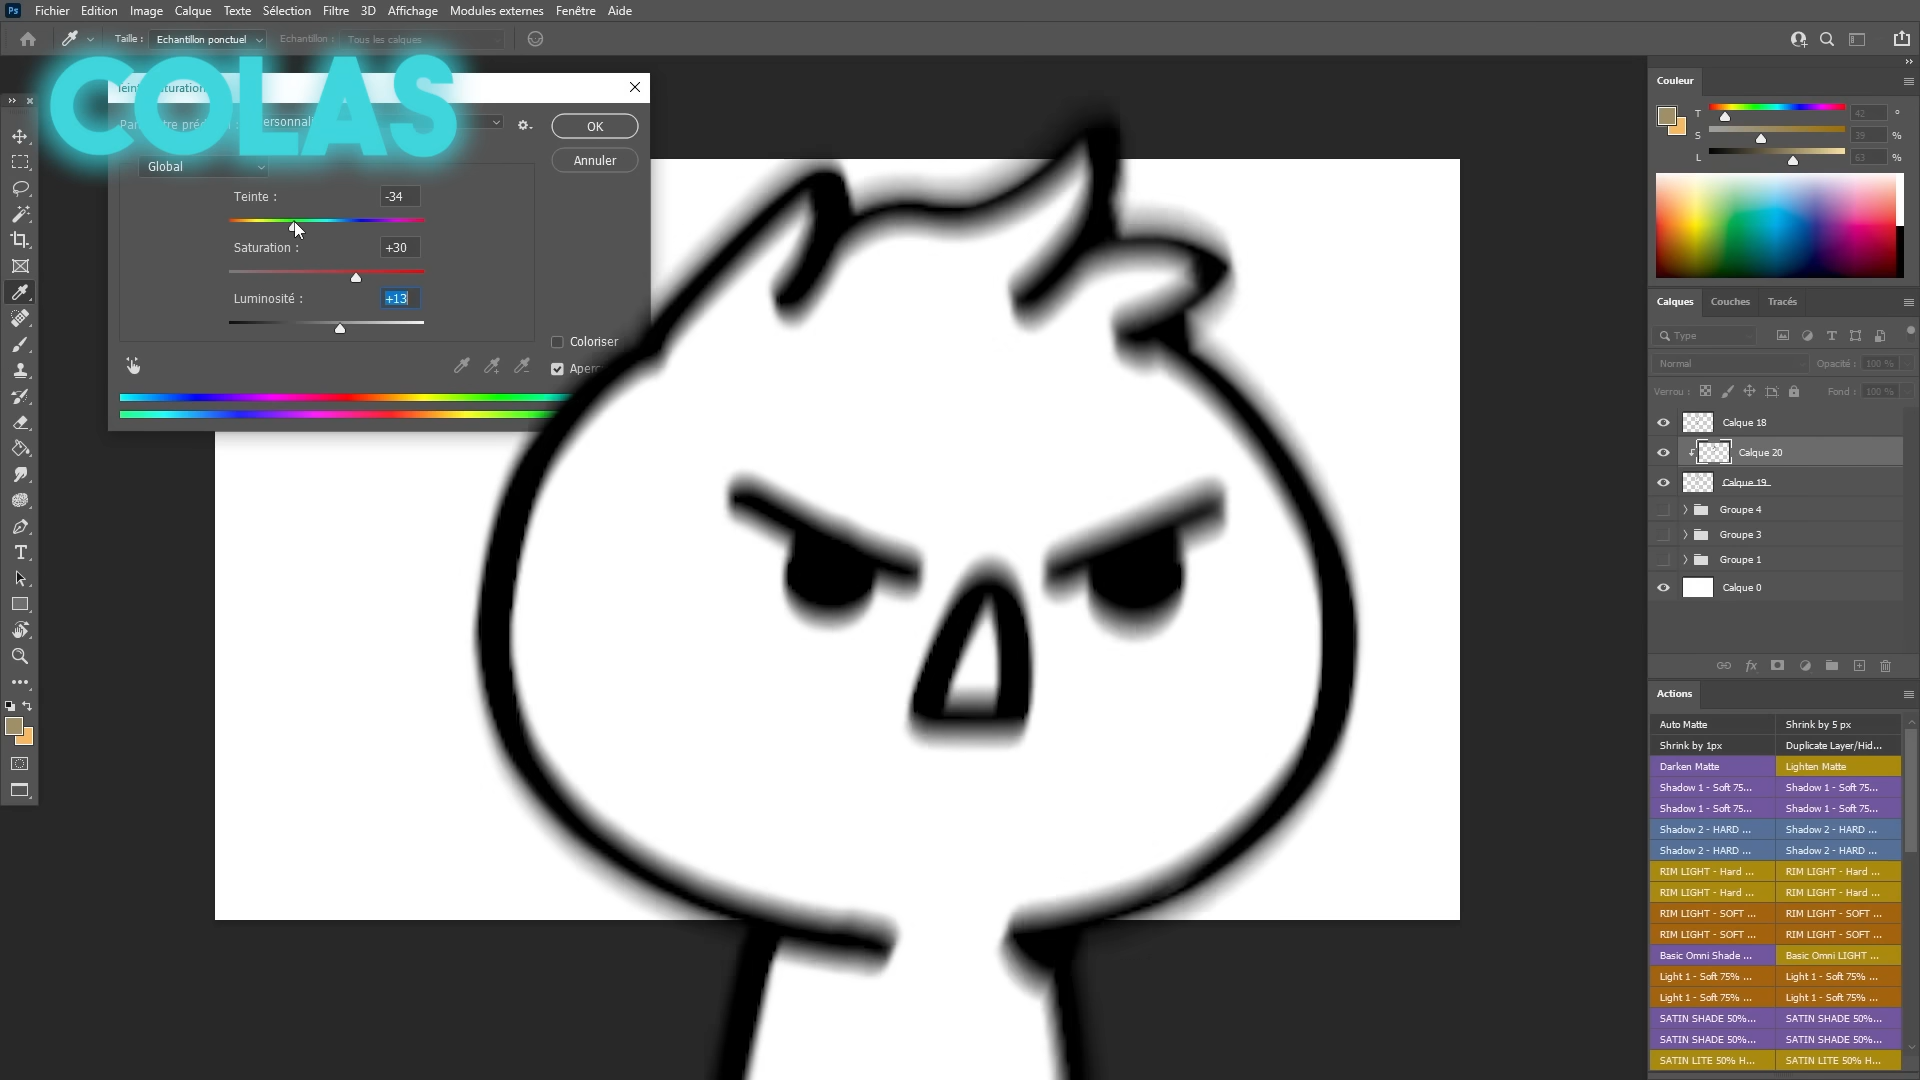 Ps Fichier Edition Image Calque Texte Sélection Filtre 3D Affichage Modules externes Fenêtre Aide
Taille : Echantillon ponctuel Echantillon : Tous les calques
COLAS
OK
Annuler
Global
Teinte : -34
Saturation : +30
Luminosité : +13
Coloriser
Couleur
T 42 °
S 39 %
L 63 %
Calques Couches Tracés
Type
Normal Opacité : 100 %
Verrou : Fond : 100 %
Calque 18
Calque 20
Calque 19
Groupe 4
Groupe 3
Groupe 1
Calque 0
fx
Actions
Auto Matte Shrink by 5 px
Shrink by 1px Duplicate Layer/Hid...
Darken Matte Lighten Matte
Shadow 1 - Soft 75... Shadow 1 - Soft 75...
Shadow 1 - Soft 75... Shadow 1 - Soft 75...
Shadow 2 - HARD ... Shadow 2 - HARD ...
Shadow 2 - HARD ... Shadow 2 - HARD ...
RIM LIGHT - Hard ... RIM LIGHT - Hard ...
RIM LIGHT - Hard ... RIM LIGHT - Hard ...
RIM LIGHT - SOFT ... RIM LIGHT - SOFT ...
RIM LIGHT - SOFT ... RIM LIGHT - SOFT ...
Basic Omni Shade ... Basic Omni LIGHT ...
Light 1 - Soft 75% ... Light 1 - Soft 75% ...
Light 1 - Soft 75% ... Light 1 - Soft 75% ...
SATIN SHADE 50%... SATIN SHADE 50%...
SATIN SHADE 50%... SATIN SHADE 50%...
SATIN LITE 50% H... SATIN LITE 50% H...